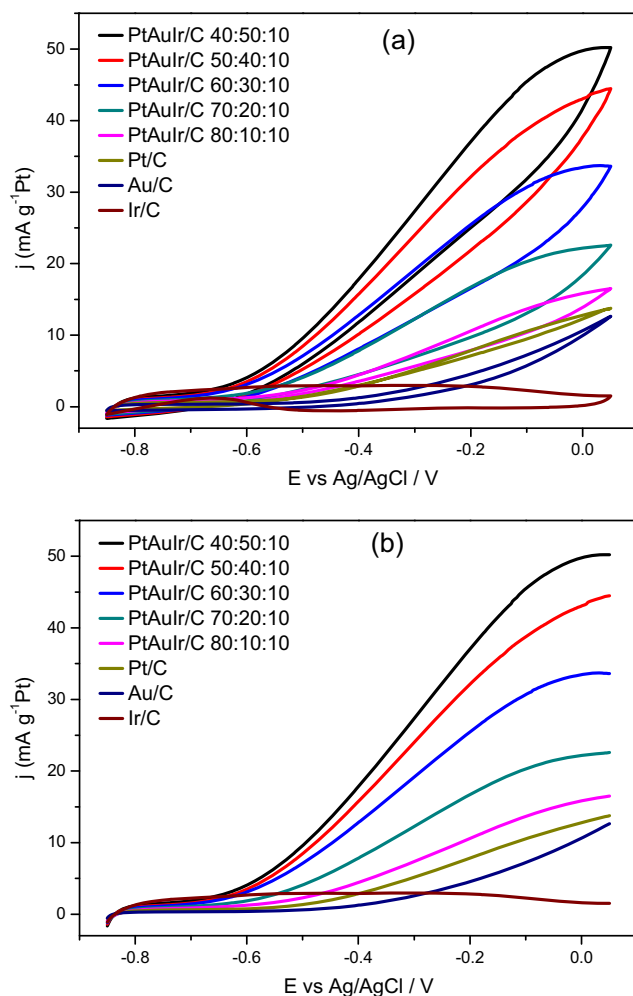 (a)
PtAuIr/C 40:50:10
PtAuIr/C 50:40:10
PtAuIr/C 60:30:10
PtAuIr/C 70:20:10
PtAuIr/C 80:10:10
Pt/C
Au/C
Ir/C
j (mA g⁻¹Pt)
50
40
30
20
10
0
-0.8 -0.6 -0.4 -0.2 0.0
E vs Ag/AgCl / V
(b)
PtAuIr/C 40:50:10
PtAuIr/C 50:40:10
PtAuIr/C 60:30:10
PtAuIr/C 70:20:10
PtAuIr/C 80:10:10
Pt/C
Au/C
Ir/C
j (mA g⁻¹Pt)
50
40
30
20
10
0
-0.8 -0.6 -0.4 -0.2 0.0
E vs Ag/AgCl / V